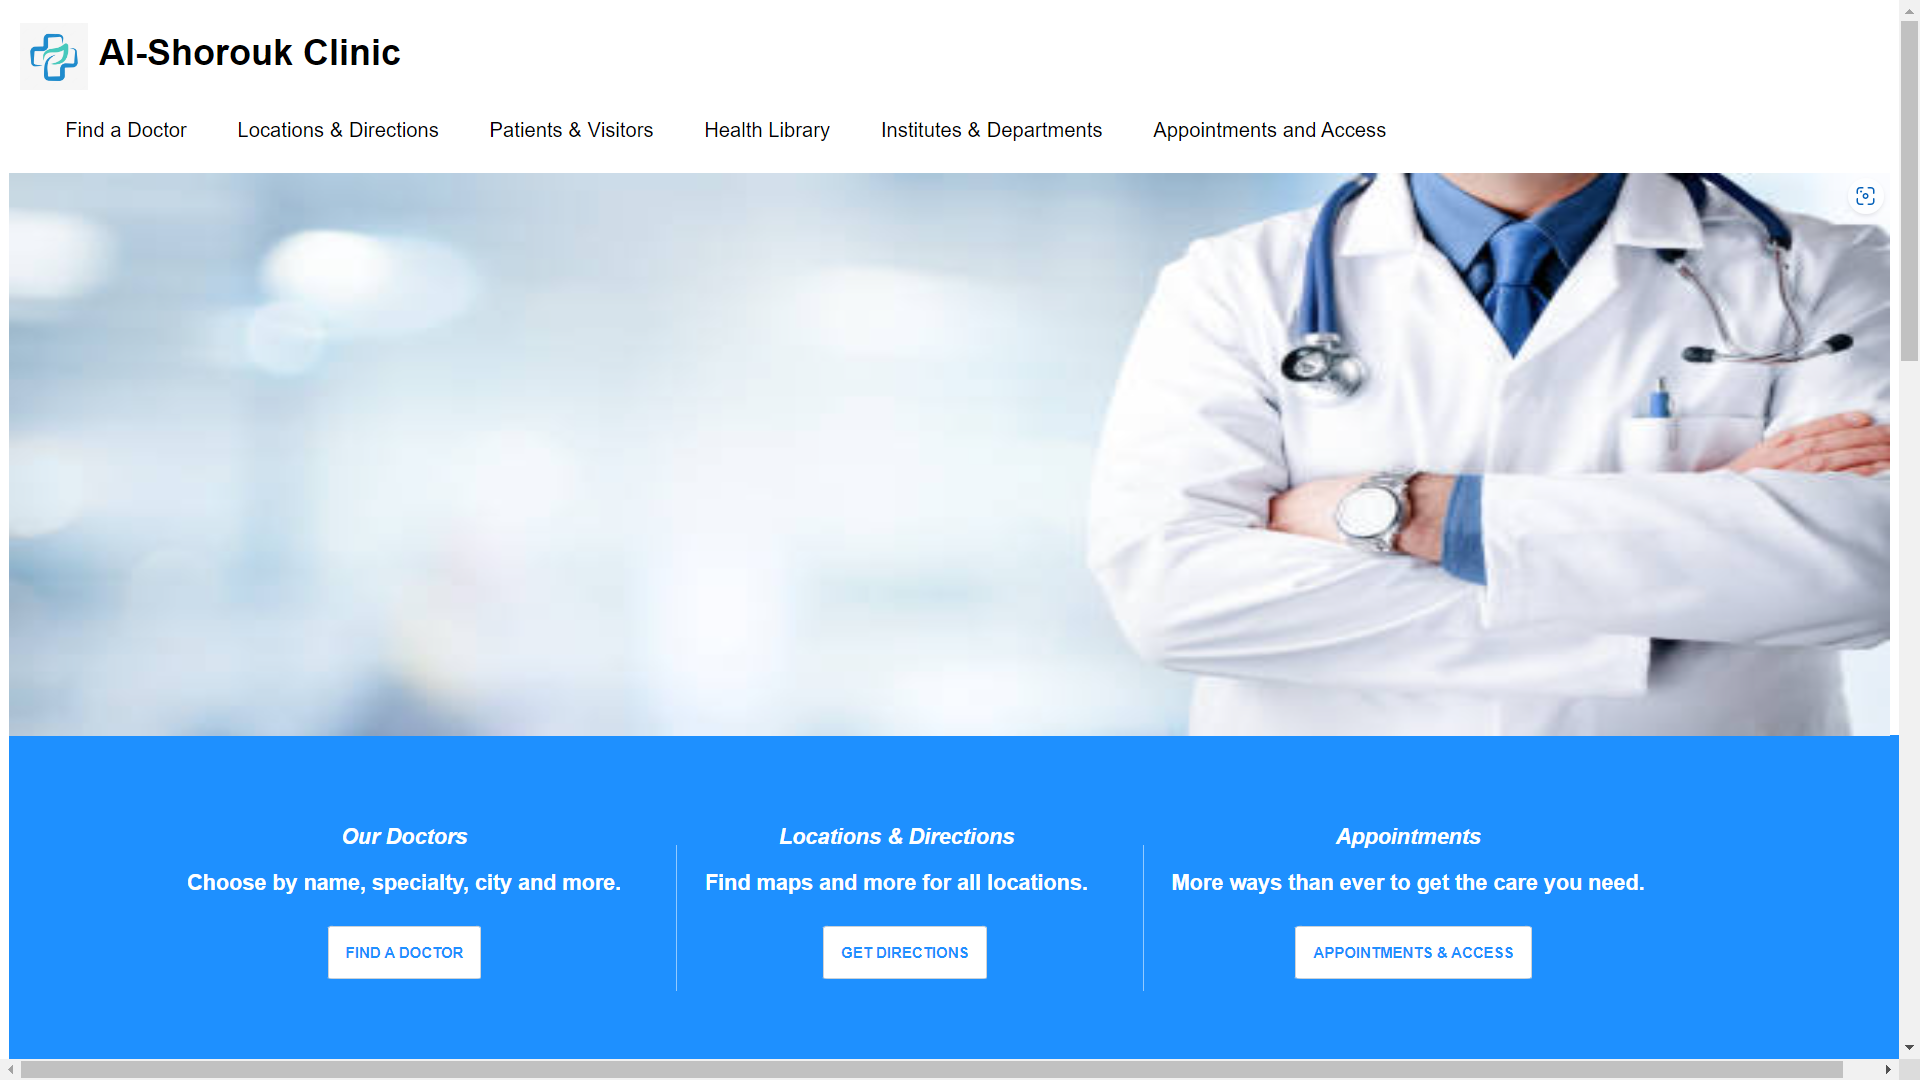 Al-Shorouk Clinic
Find a Doctor Locations & Directions Patients & Visitors Health Library Institutes & Departments Appointments and Access
Our Doctors
Choose by name, specialty, city and more.
FIND A DOCTOR
Locations & Directions
Find maps and more for all locations.
GET DIRECTIONS
Appointments
More ways than ever to get the care you need.
APPOINTMENTS & ACCESS